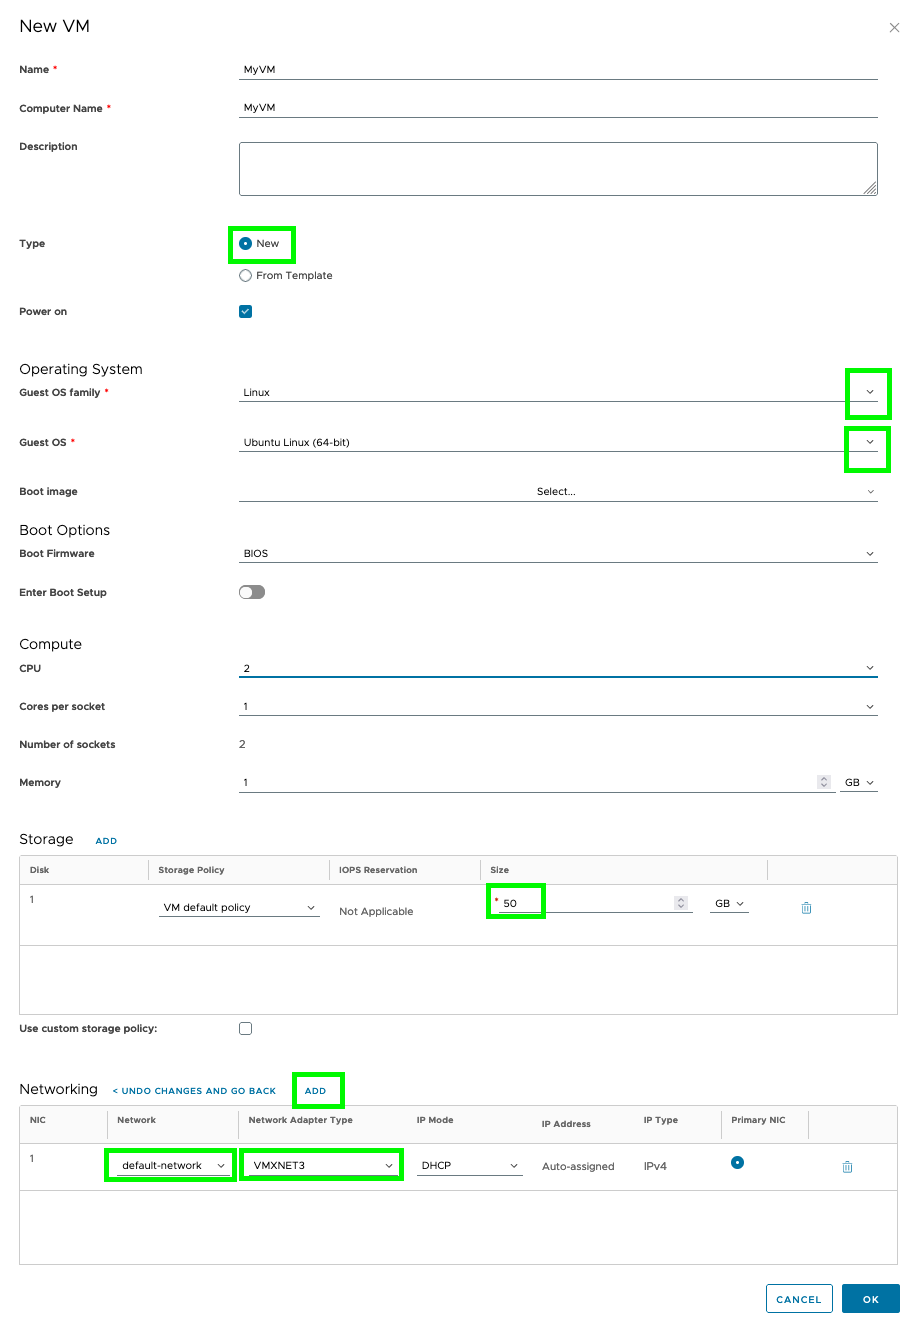 New VM
Name *
MyVM
Computer Name *
MyVM
Description
Type
New
From Template
Power on
Operating System
Guest OS family *
Linux
Guest OS *
Ubuntu Linux (64-bit)
Boot image
Select...
Boot Options
Boot Firmware
BIOS
Enter Boot Setup
Compute
CPU
2
Cores per socket
1
Number of sockets
2
Memory
1 GB
Storage ADD
Disk Storage Policy IOPS Reservation Size
1 VM default policy Not Applicable * 50 GB
Use custom storage policy:
Networking < UNDO CHANGES AND GO BACK ADD
NIC Network Network Adapter Type IP Mode IP Address IP Type Primary NIC
1 default-network VMXNET3 DHCP Auto-assigned IPv4
CANCEL OK